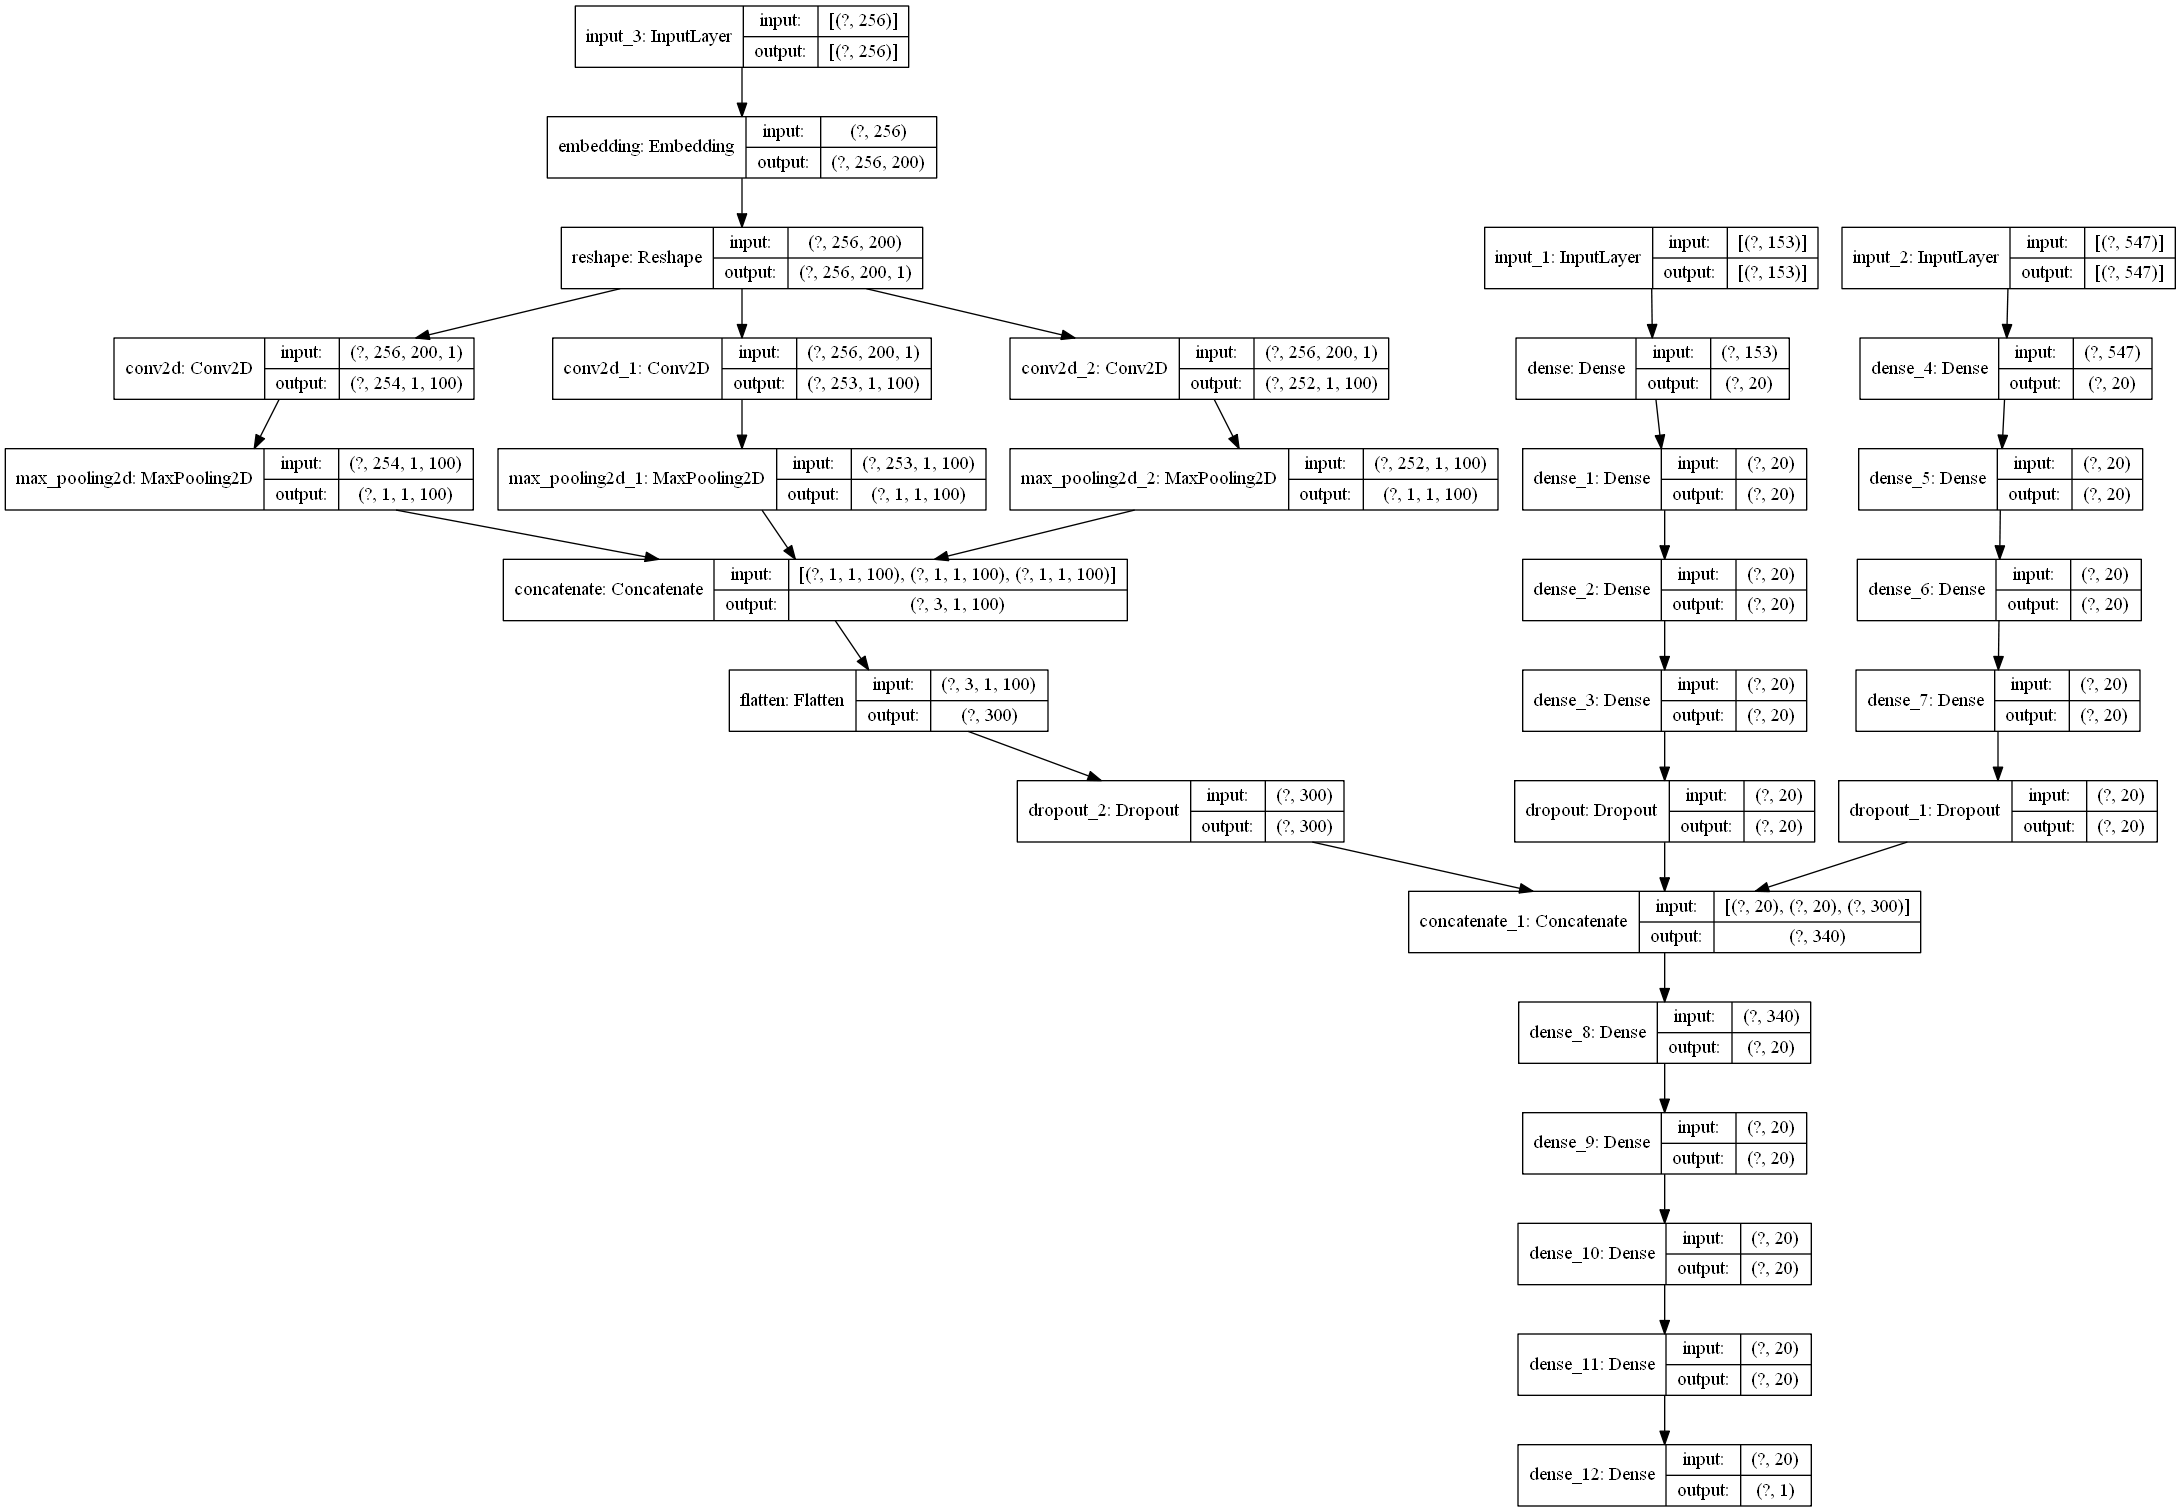 input_3: InputLayer
input: [(?, 256)]
output: [(?, 256)]
embedding: Embedding
input: (?, 256)
output: (?, 256, 200)
reshape: Reshape
input: (?, 256, 200)
output: (?, 256, 200, 1)
input_1: InputLayer
input: [(?, 153)]
output: [(?, 153)]
input_2: InputLayer
input: [(?, 547)]
output: [(?, 547)]
conv2d: Conv2D
input: (?, 256, 200, 1)
output: (?, 254, 1, 100)
conv2d_1: Conv2D
input: (?, 256, 200, 1)
output: (?, 253, 1, 100)
conv2d_2: Conv2D
input: (?, 256, 200, 1)
output: (?, 252, 1, 100)
dense: Dense
input: (?, 153)
output: (?, 20)
dense_4: Dense
input: (?, 547)
output: (?, 20)
max_pooling2d: MaxPooling2D
input: (?, 254, 1, 100)
output: (?, 1, 1, 100)
max_pooling2d_1: MaxPooling2D
input: (?, 253, 1, 100)
output: (?, 1, 1, 100)
max_pooling2d_2: MaxPooling2D
input: (?, 252, 1, 100)
output: (?, 1, 1, 100)
dense_1: Dense
input: (?, 20)
output: (?, 20)
dense_5: Dense
input: (?, 20)
output: (?, 20)
concatenate: Concatenate
input: [(?, 1, 1, 100), (?, 1, 1, 100), (?, 1, 1, 100)]
output: (?, 3, 1, 100)
dense_2: Dense
input: (?, 20)
output: (?, 20)
dense_6: Dense
input: (?, 20)
output: (?, 20)
flatten: Flatten
input: (?, 3, 1, 100)
output: (?, 300)
dense_3: Dense
input: (?, 20)
output: (?, 20)
dense_7: Dense
input: (?, 20)
output: (?, 20)
dropout_2: Dropout
input: (?, 300)
output: (?, 300)
dropout: Dropout
input: (?, 20)
output: (?, 20)
dropout_1: Dropout
input: (?, 20)
output: (?, 20)
concatenate_1: Concatenate
input: [(?, 20), (?, 20), (?, 300)]
output: (?, 340)
dense_8: Dense
input: (?, 340)
output: (?, 20)
dense_9: Dense
input: (?, 20)
output: (?, 20)
dense_10: Dense
input: (?, 20)
output: (?, 20)
dense_11: Dense
input: (?, 20)
output: (?, 20)
dense_12: Dense
input: (?, 20)
output: (?, 1)